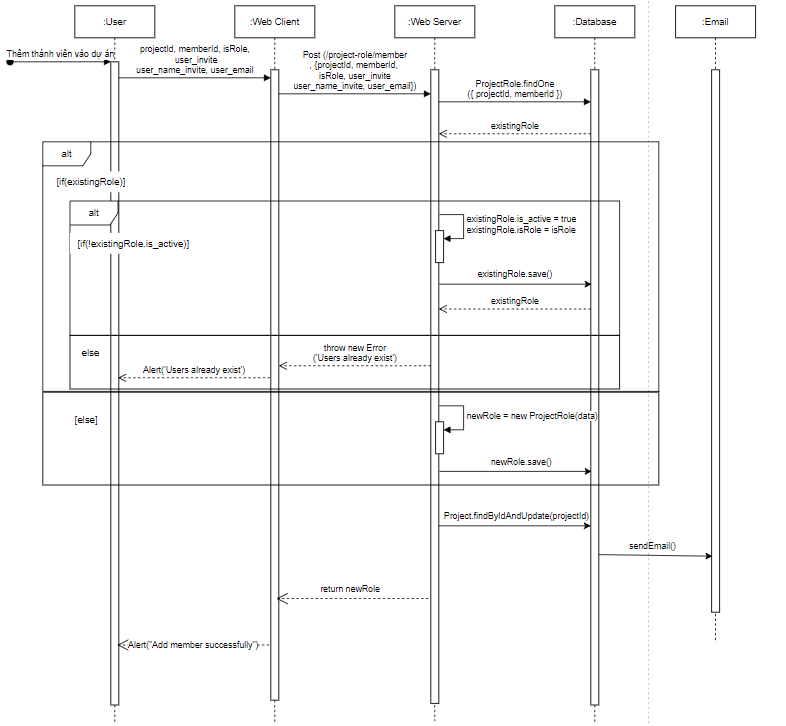 :User
:Web Client
:Web Server
:Database
:Email
Thêm thành viên vào dự án
projectId, memberId, isRole,
user_invite
user_name_invite, user_email
Post (/project-role/member
, {projectId, memberId,
isRole, user_invite
user_name_invite, user_email})
ProjectRole.findOne
({ projectId, memberId })
existingRole
alt
[if(existingRole)]
alt
[if(!existingRole.is_active)]
existingRole.is_active = true
existingRole.isRole = isRole
existingRole.save()
existingRole
else
throw new Error
('Users already exist')
Alert('Users already exist')
[else]
newRole = new ProjectRole(data)
newRole.save()
Project.findByIdAndUpdate(projectId)
sendEmail()
return newRole
Alert("Add member successfully")